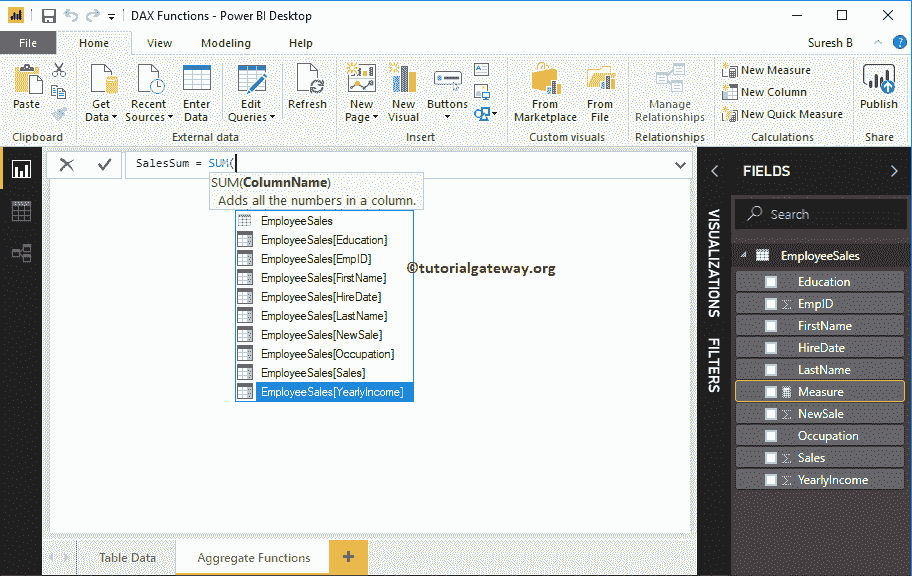 DAX Functions - Power BI Desktop
File Home View Modeling Help Suresh B
Paste
Get Data
Recent Sources
Enter Data
Edit Queries
Refresh
New Page
New Visual
Buttons
From Marketplace
From File
Manage Relationships
New Measure
New Column
New Quick Measure
Publish
Clipboard External data Insert Custom visuals Relationships Calculations Share
SalesSum = SUM(
SUM(ColumnName)
Adds all the numbers in a column.
EmployeeSales
EmployeeSales[Education]
EmployeeSales[EmpID]
EmployeeSales[FirstName]
EmployeeSales[HireDate]
EmployeeSales[LastName]
EmployeeSales[NewSale]
EmployeeSales[Occupation]
EmployeeSales[Sales]
EmployeeSales[YearlyIncome]
©tutorialgateway.org
VISUALIZATIONS
FILTERS
FIELDS
Search
EmployeeSales
Education
Σ EmpID
FirstName
HireDate
LastName
Measure
Σ NewSale
Occupation
Σ Sales
Σ YearlyIncome
Table Data Aggregate Functions +